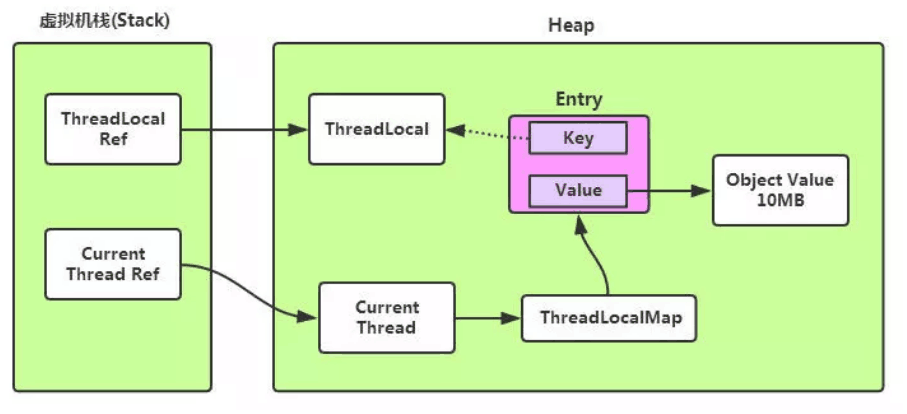 虚拟机栈(Stack)
Heap
ThreadLocal
Ref
ThreadLocal
Entry
Key
Value
Object Value
10MB
Current
Thread Ref
Current
Thread
ThreadLocalMap